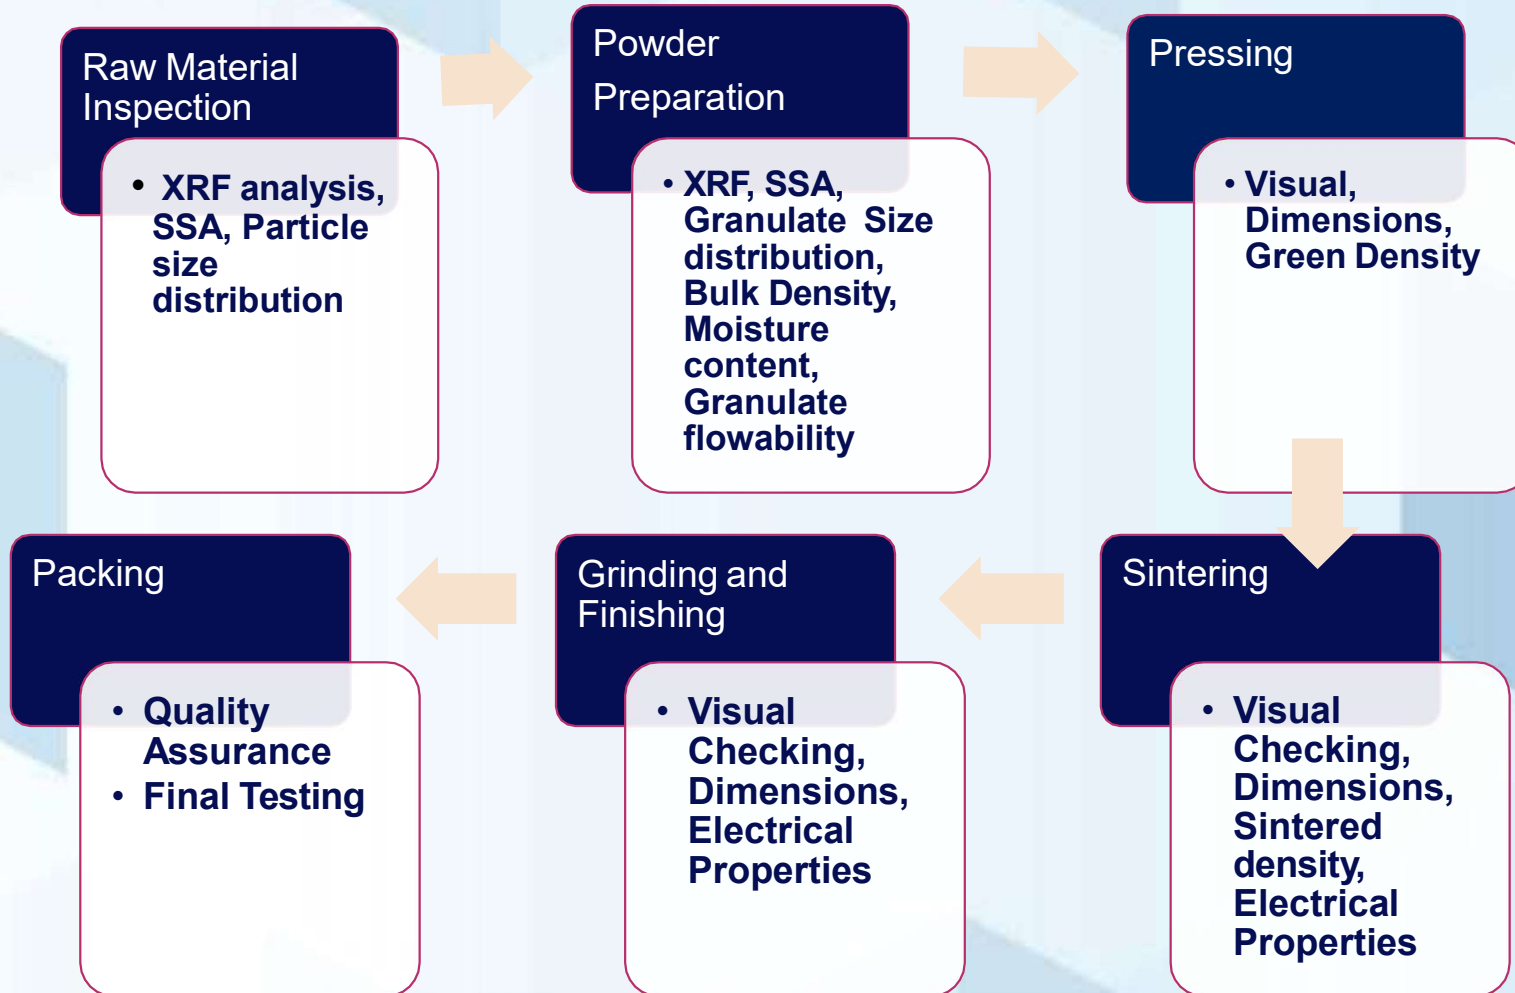 Raw Material
Inspection
• XRF analysis,
SSA, Particle
size
distribution
Powder
Preparation
• XRF, SSA,
Granulate Size
distribution,
Bulk Density,
Moisture
content,
Granulate
flowability
Pressing
• Visual,
Dimensions,
Green Density
Sintering
• Visual
Checking,
Dimensions,
Sintered
density,
Electrical
Properties
Grinding and
Finishing
• Visual
Checking,
Dimensions,
Electrical
Properties
Packing
• Quality
Assurance
• Final Testing